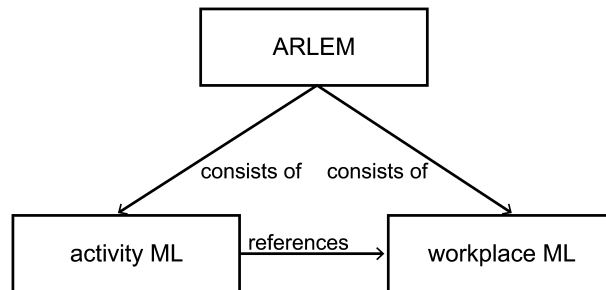 ARLEM
consists of
consists of
activity ML
references
workplace ML